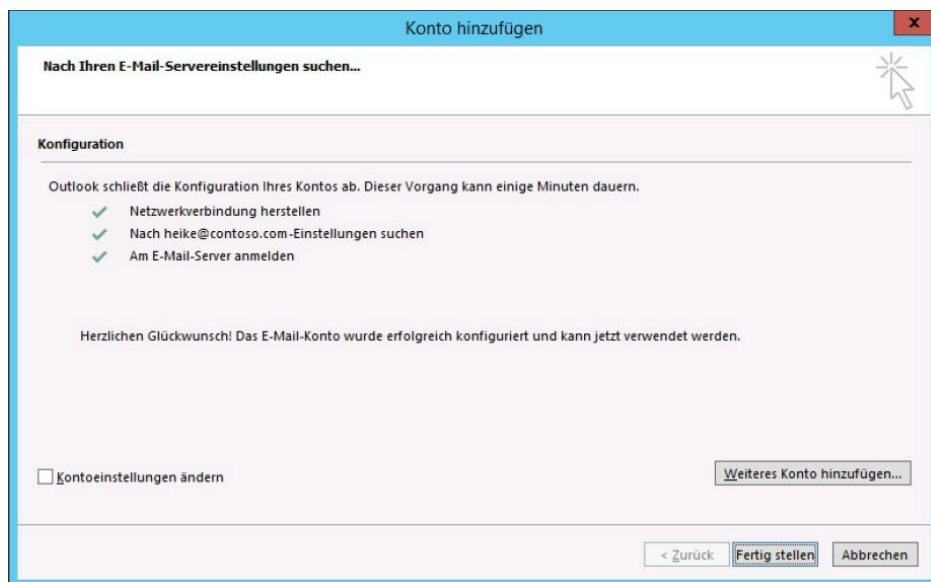 Konto hinzufügen
x
Nach Ihren E-Mail-Servereinstellungen suchen...
Konfiguration
Outlook schließt die Konfiguration Ihres Kontos ab. Dieser Vorgang kann einige Minuten dauern.
Netzwerkverbindung herstellen
Nach heike@contoso.com-Einstellungen suchen
Am E-Mail-Server anmelden
Herzlichen Glückwunsch! Das E-Mail-Konto wurde erfolgreich konfiguriert und kann jetzt verwendet werden.
Kontoeinstellungen ändern
Weiteres Konto hinzufügen...
< Zurück Fertig stellen Abbrechen